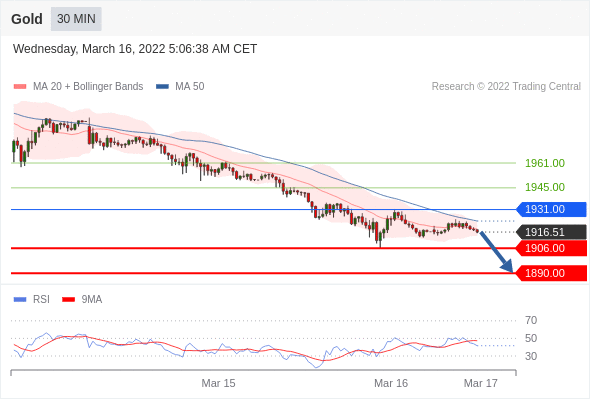 Gold 30 MIN
Wednesday, March 16, 2022 5:06:38 AM CET
MA 20 + Bollinger Bands MA 50 Research © 2022 Trading Central
1961.00
1945.00
1931.00
1916.51
1906.00
1890.00
RSI 9MA
70
50
30
Mar 15 Mar 16 Mar 17